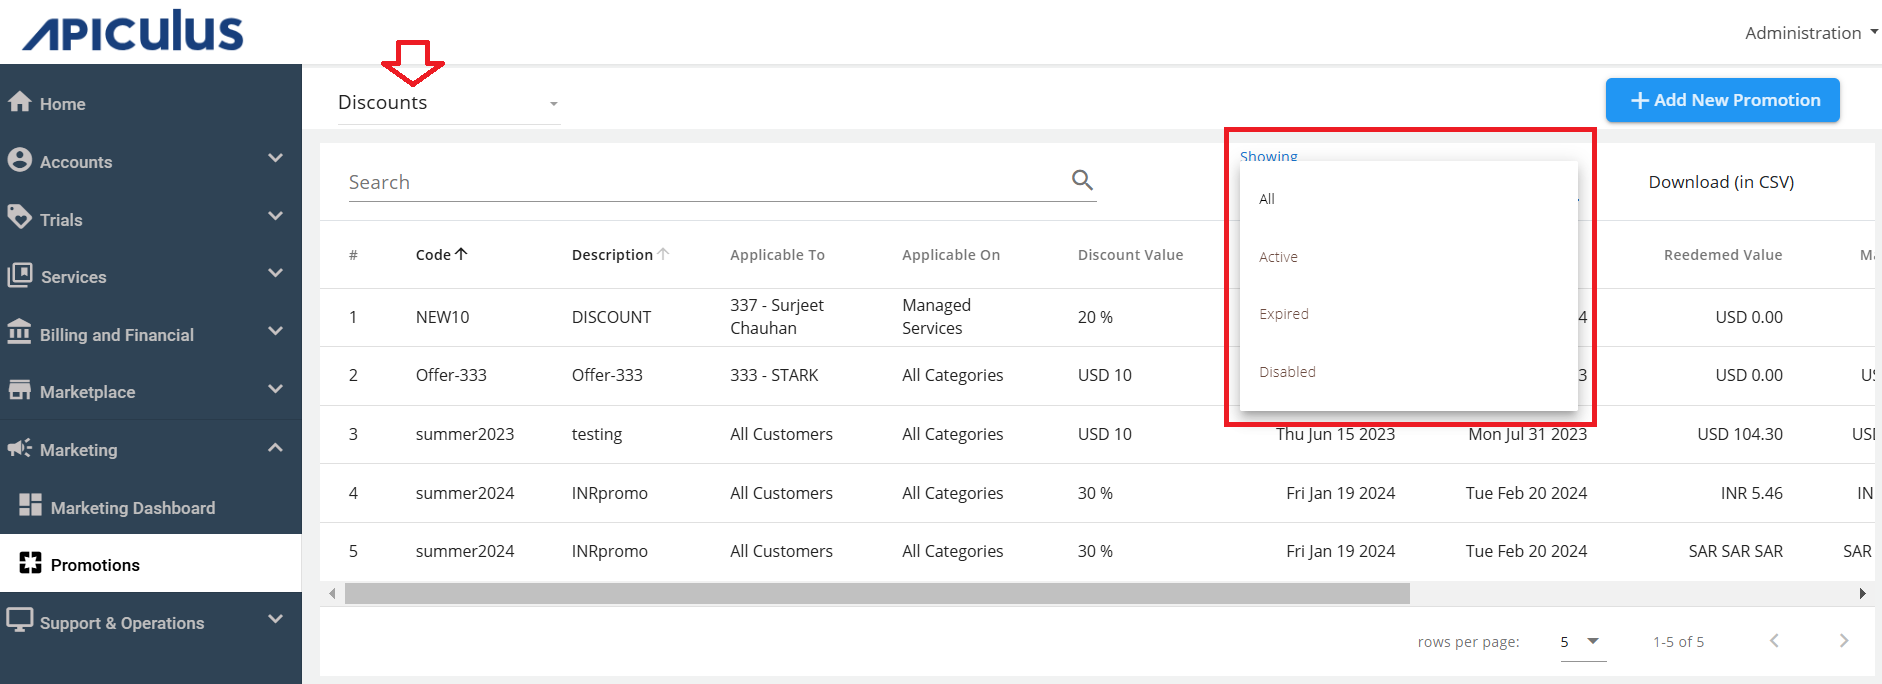 APICULUS
Administration
Home
Accounts
Trials
Services
Billing and Financial
Marketplace
Marketing
Marketing Dashboard
Promotions
Support & Operations
Discounts
Add New Promotion
Search
Showing
All
Active
Expired
Disabled
Download (in CSV)
# Code Description Applicable To Applicable On Discount Value Reedemed Value
1 NEW10 DISCOUNT 337 - Surjeet Chauhan Managed Services 20 % 4 USD 0.00
2 Offer-333 Offer-333 333 - STARK All Categories USD 10 3 USD 0.00
3 summer2023 testing All Customers All Categories USD 10 Thu Jun 15 2023 Mon Jul 31 2023 USD 104.30
4 summer2024 INRpromo All Customers All Categories 30 % Fri Jan 19 2024 Tue Feb 20 2024 INR 5.46
5 summer2024 INRpromo All Customers All Categories 30 % Fri Jan 19 2024 Tue Feb 20 2024 SAR SAR SAR SAR
rows per page: 5 1-5 of 5